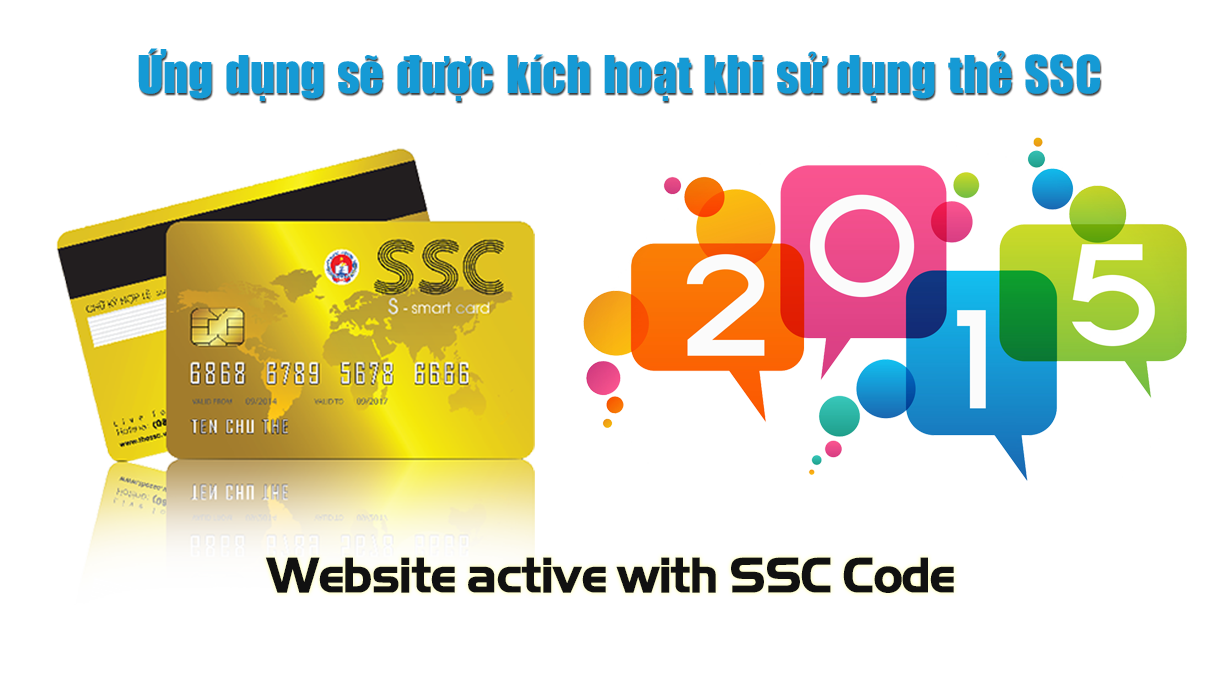 Ứng dụng sẽ được kích hoạt khi sử dụng thẻ SSC
CHỮ KÝ HỢP LỆ
SSC
S - smart card
6868 6789 5678 6666
VALID FROM 09/2014 VALID TO 09/2017
TEN CHU THE
Hotline: (08
2015
Website active with SSC Code